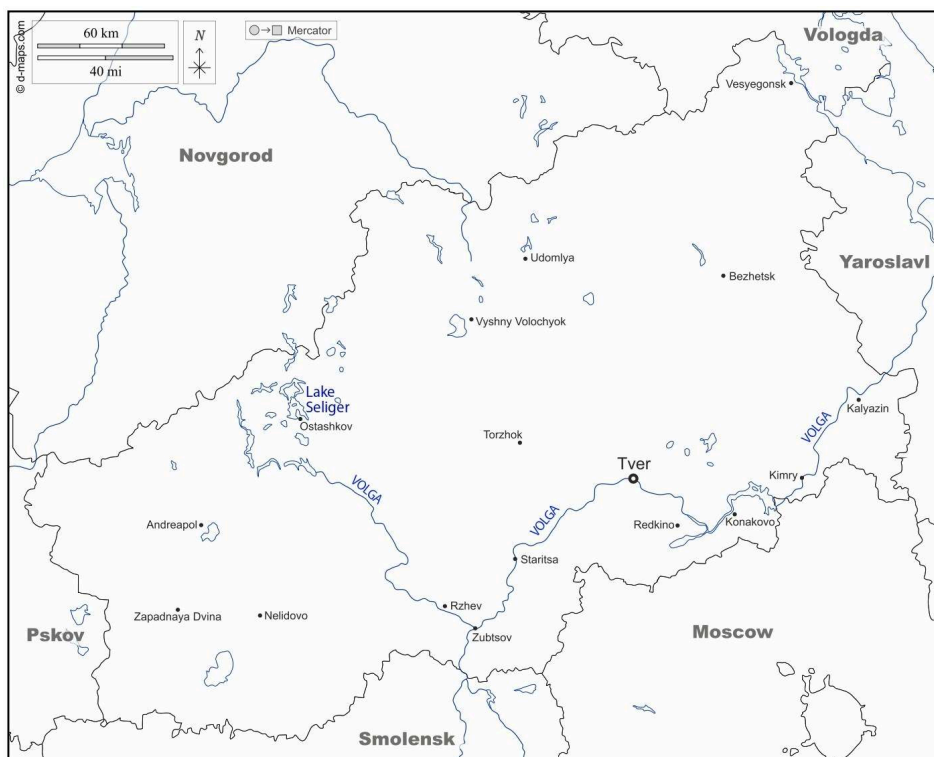 60 km
40 mi
N
Mercator
© d-maps.com
Vologda
Vesyegonsk
Novgorod
Udomlya
Yaroslavl
Bezhetsk
Vyshny Volochyok
Lake
Seliger
Ostashkov
Kalyazin
VOLGA
Torzhok
Tver
Kimry
VOLGA
VOLGA
Andreapol
Redkino
Konakovo
Staritsa
Rzhev
Zapadnaya Dvina
Nelidovo
Zubtsov
Pskov
Moscow
Smolensk